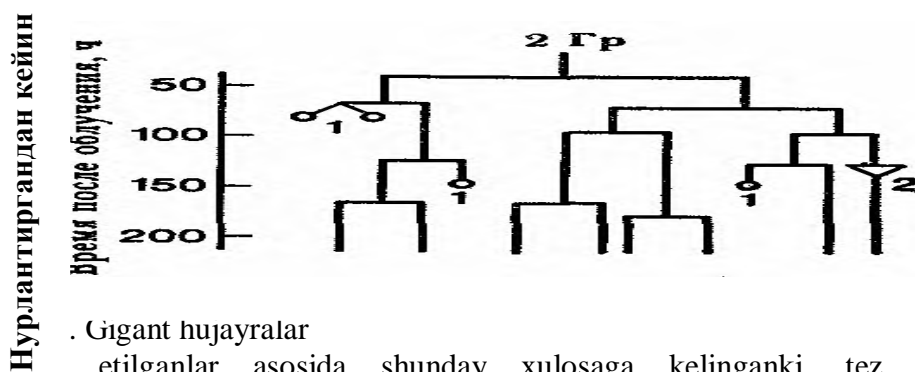 Нурлантиргандан кейин
Время после облучения, ч
2 Гр
50
100
150
200
1
1
1
2
. Gigant hujayralar
etilganlar asosida shunday xulosaga kelinganki, tez